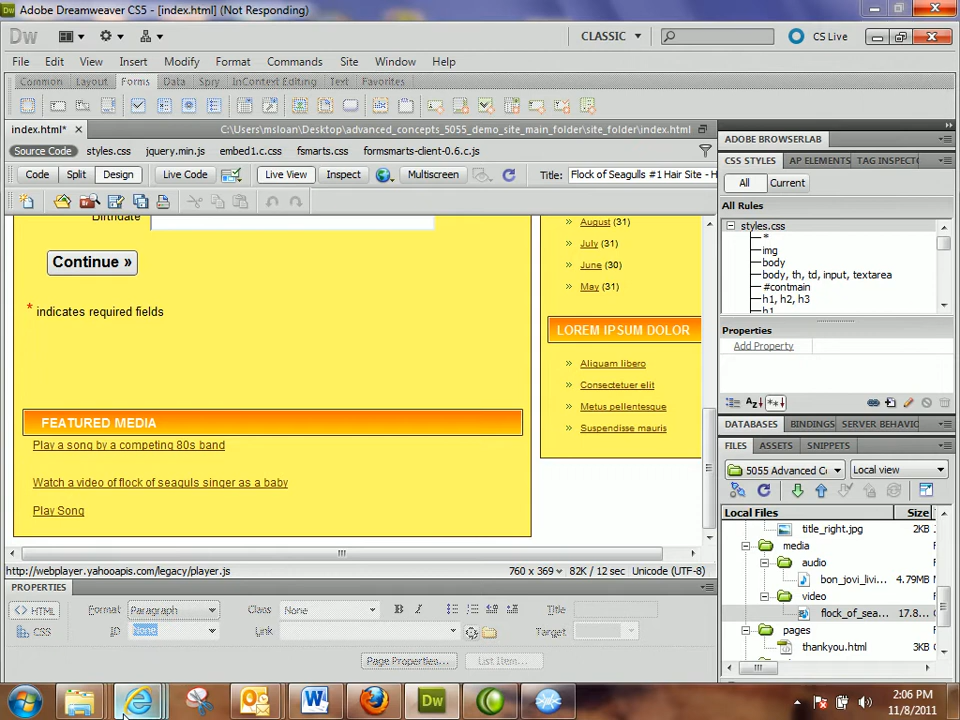 Adobe Dreamweaver CS5 - [index.html] (Not Responding)
Dw
CLASSIC
CS Live
File Edit View Insert Modify Format Commands Site Window Help
Common Layout Forms Data Spry InContext Editing Text Favorites
index.html* C:\Users\msloan\Desktop\advanced_concepts_5055_demo_site_main_folder\site_folder\index.html
Source Code styles.css jquery.min.js embed1.c.css fsmarts.css formsmarts-client-0.6.c.js
Code Split Design Live Code Live View Inspect Multiscreen Title: Flock of Seagulls #1 Hair Site - H
Birthdate
Continue »
* indicates required fields
FEATURED MEDIA
Play a song by a competing 80s band
Watch a video of flock of seaguls singer as a baby
Play Song
August (31)
July (31)
June (30)
May (31)
LOREM IPSUM DOLOR
Aliquam libero
Consectetuer elit
Metus pellentesque
Suspendisse mauris
http://webplayer.yahooapis.com/legacy/player.js 760 x 369 82K / 12 sec Unicode (UTF-8)
PROPERTIES
HTML Format Paragraph Class None B I Title
CSS ID None Link Target
Page Properties... List Item...
ADOBE BROWSERLAB
CSS STYLES AP ELEMENTS TAG INSPECT
All Current
All Rules
styles.css
*
img
body
body, th, td, input, textarea
#contmain
h1, h2, h3
h1
Properties
Add Property
DATABASES BINDINGS SERVER BEHAVIC
FILES ASSETS SNIPPETS
5055 Advanced Cc Local view
Local Files Size
title_right.jpg 2KB F
media F
audio F
bon_jovi_livi... 4.79MB F
video F
flock_of_sea... 17.8... C
pages F
thankyou.html 3KB F
2:06 PM
11/8/2011